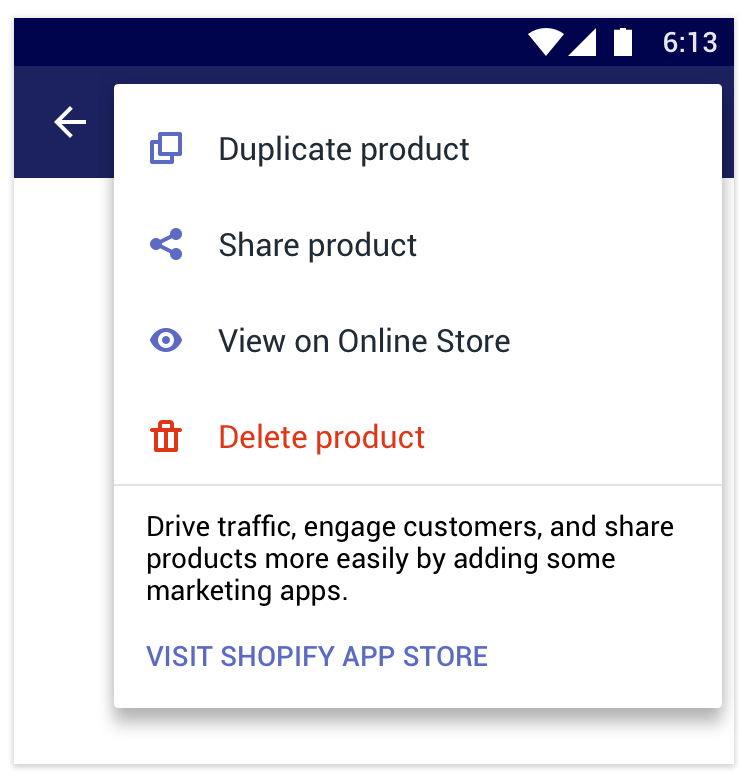 6:13
Duplicate product
Share product
View on Online Store
Delete product
Drive traffic, engage customers, and share
products more easily by adding some
marketing apps.
VISIT SHOPIFY APP STORE